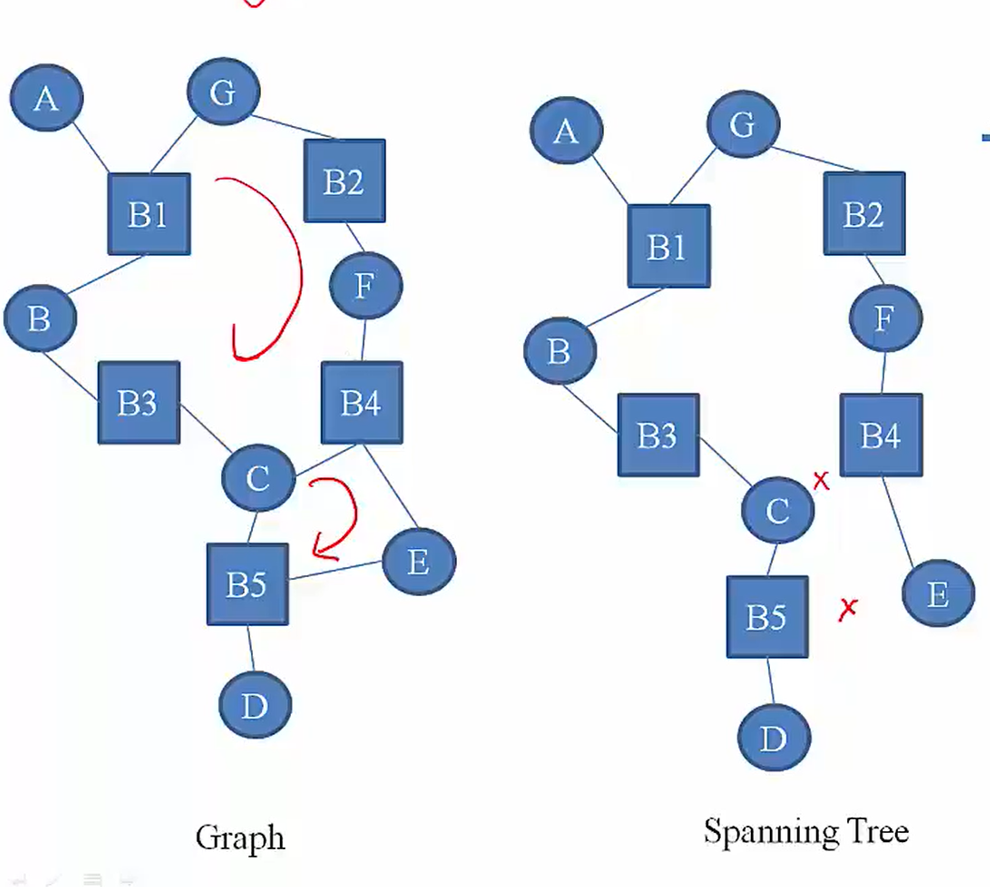 A
G
B1
B2
F
B
B3
B4
C
E
B5
D
Graph
A
G
B1
B2
F
B
B3
B4
x
C
E
B5
x
D
Spanning Tree